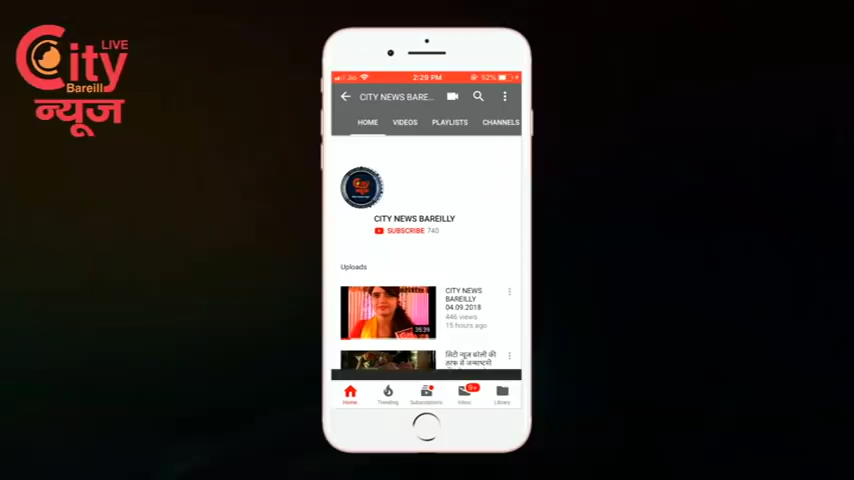 LIVE
City
Bareill
न्यूज
Jio 2:29 PM 52%
CITY NEWS BARE...
HOME VIDEOS PLAYLISTS CHANNELS
CITY NEWS BAREILLY
SUBSCRIBE 740
Uploads
CITY NEWS
BAREILLY
04.09.2018
446 views
15 hours ago
35:39
सिटी न्यूज बरेली की
तरफ से जन्माष्टमी
9+
Home Trending Subscriptions Inbox Library